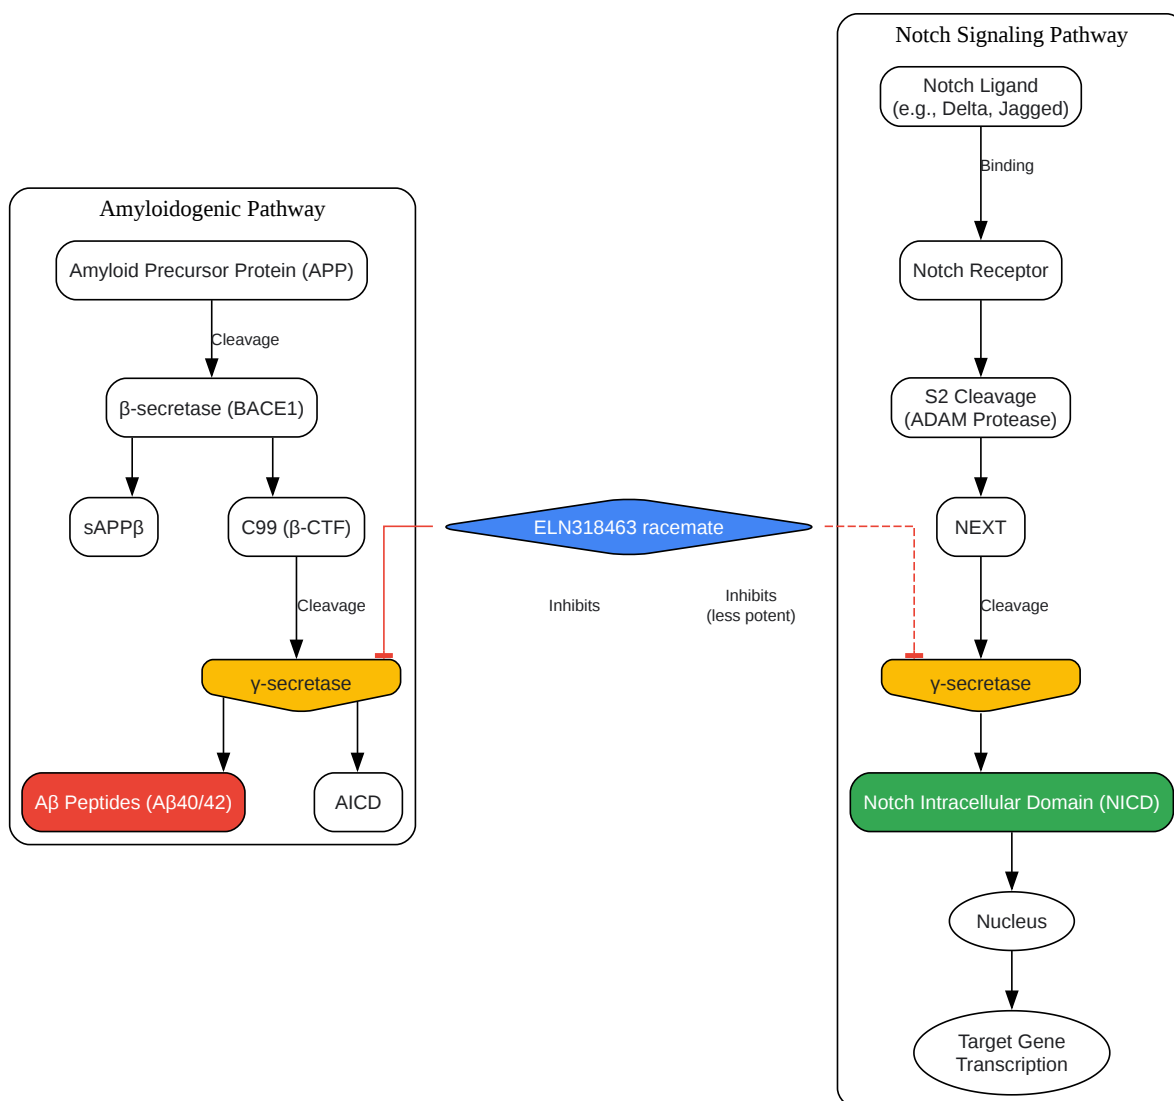 Amyloidogenic Pathway
Amyloid Precursor Protein (APP)
Cleavage
β-secretase (BACE1)
sAPPβ
C99 (β-CTF)
Cleavage
γ-secretase
Aβ Peptides (Aβ40/42)
AICD
ELN318463 racemate
Inhibits
Inhibits
(less potent)
Notch Signaling Pathway
Notch Ligand
(e.g., Delta, Jagged)
Binding
Notch Receptor
S2 Cleavage
(ADAM Protease)
NEXT
Cleavage
γ-secretase
Notch Intracellular Domain (NICD)
Nucleus
Target Gene
Transcription